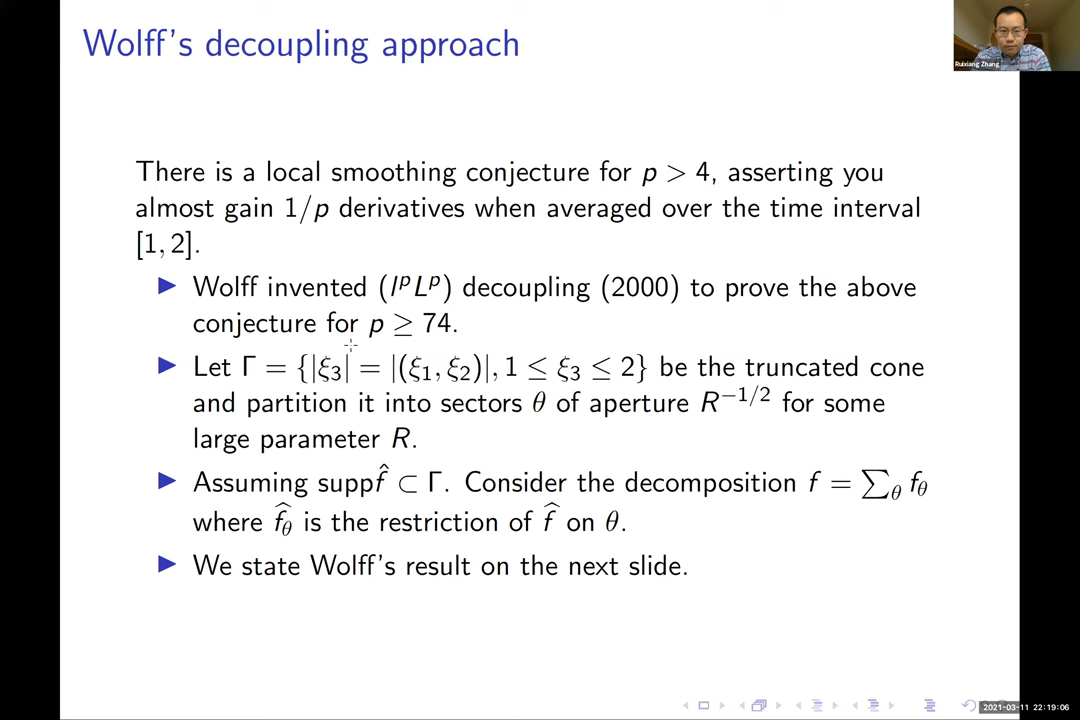 Wolff's decoupling approach
Ruixiang Zhang
There is a local smoothing conjecture for p > 4, asserting you
almost gain 1/p derivatives when averaged over the time interval
[1, 2].
▶ Wolff invented (l^p L^p) decoupling (2000) to prove the above
conjecture for p ≥ 74.
▶ Let Γ = {|ξ₃| = |(ξ₁, ξ₂)|, 1 ≤ ξ₃ ≤ 2} be the truncated cone
and partition it into sectors θ of aperture R^{−1/2} for some
large parameter R.
▶ Assuming supp f̂ ⊂ Γ. Consider the decomposition f = ∑_θ f_θ
where \widehat{f_θ} is the restriction of \widehat{f} on θ.
▶ We state Wolff's result on the next slide.
2021-03-11 22:19:06